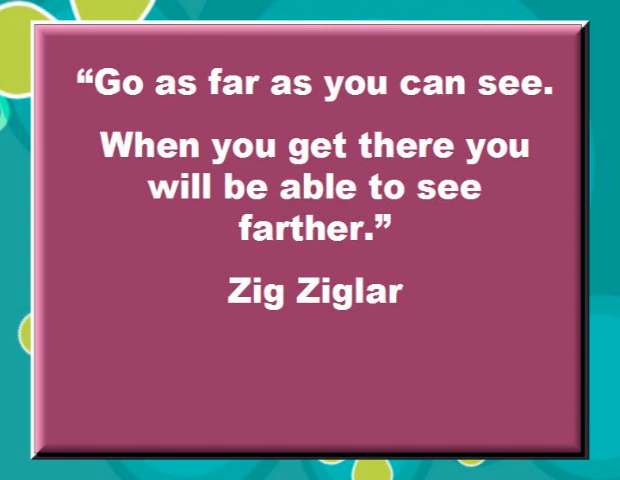 “Go as far as you can see.
When you get there you
will be able to see
farther.”
Zig Ziglar